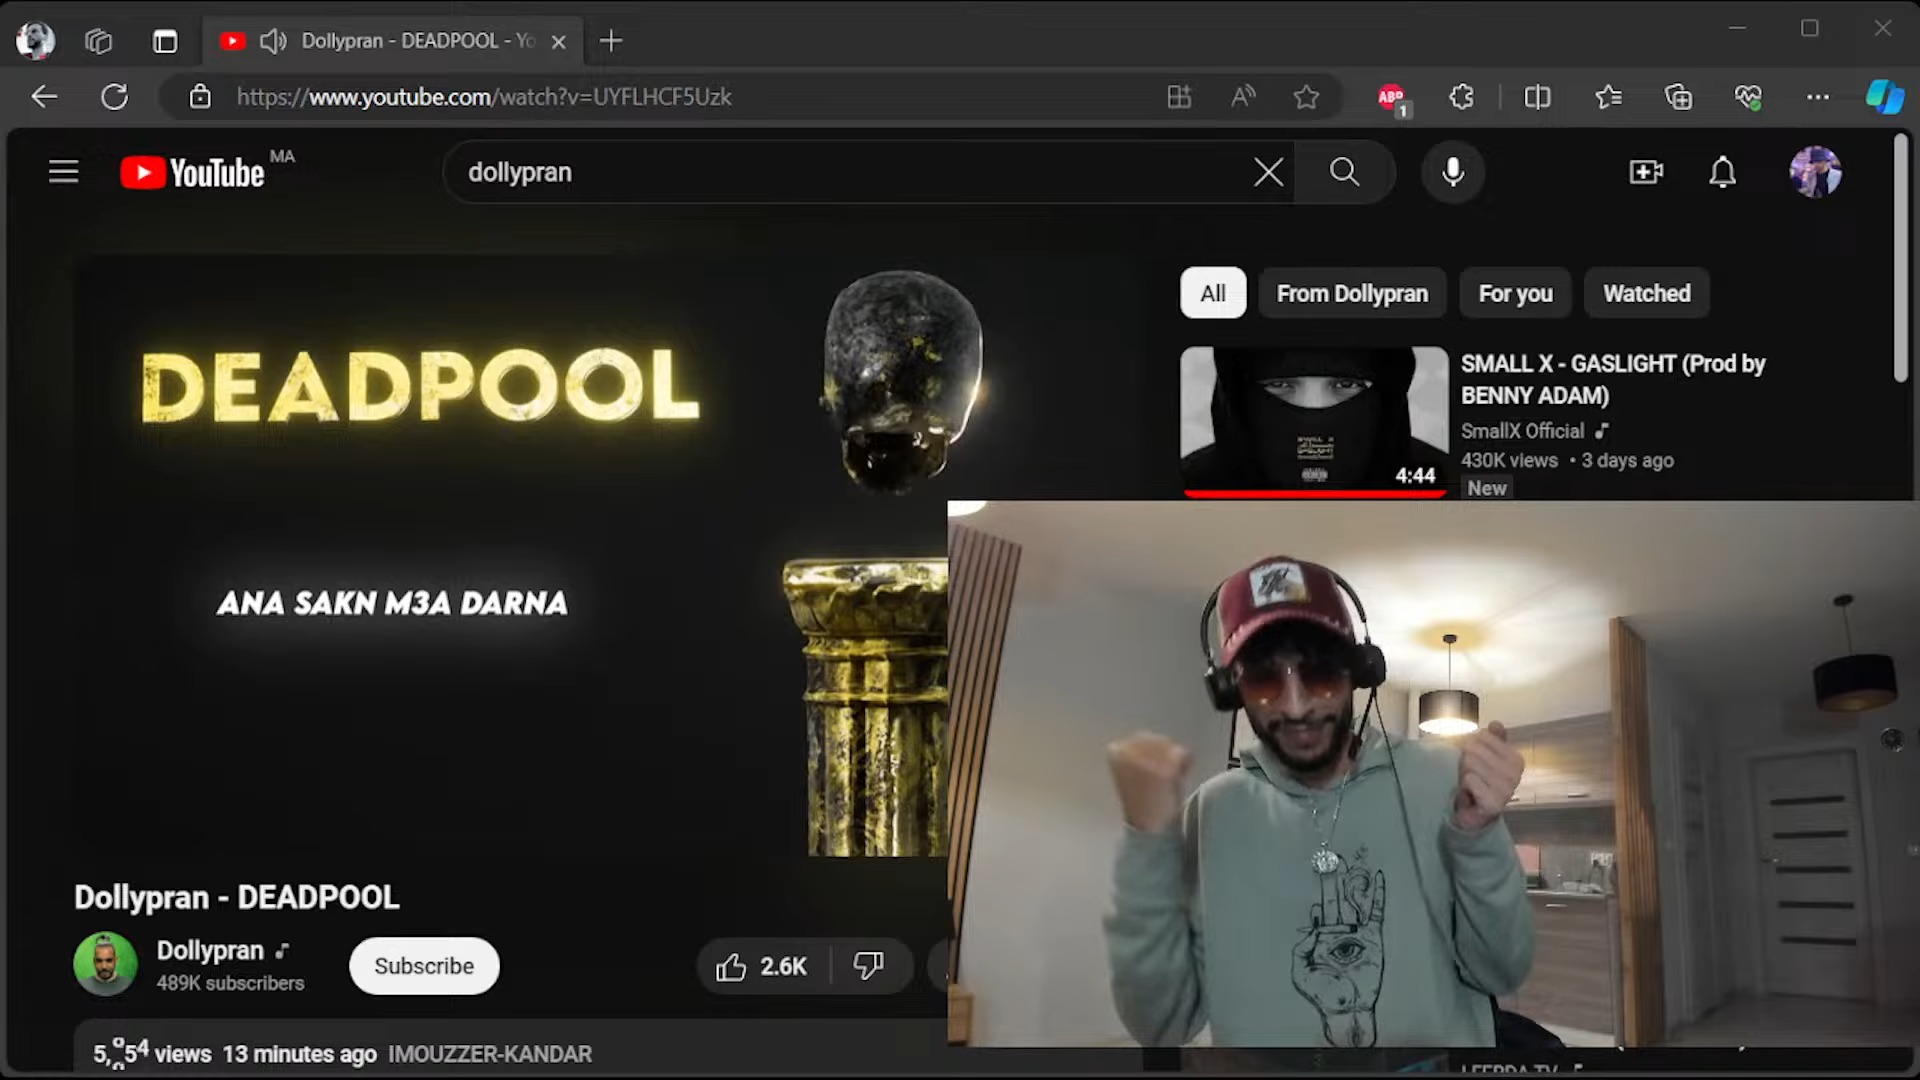 Dollypran - DEADPOOL - Yo
https://www.youtube.com/watch?v=UYFLHCF5Uzk
ABP
1
YouTube MA
dollypran
DEADPOOL
ANA SAKN M3A DARNA
All
From Dollypran
For you
Watched
SMALL X - GASLIGHT (Prod by
BENNY ADAM)
SmallX Official
430K views • 3 days ago
New
4:44
Dollypran - DEADPOOL
Dollypran
489K subscribers
Subscribe
2.6K
views 13 minutes ago IMOUZZER-KANDAR